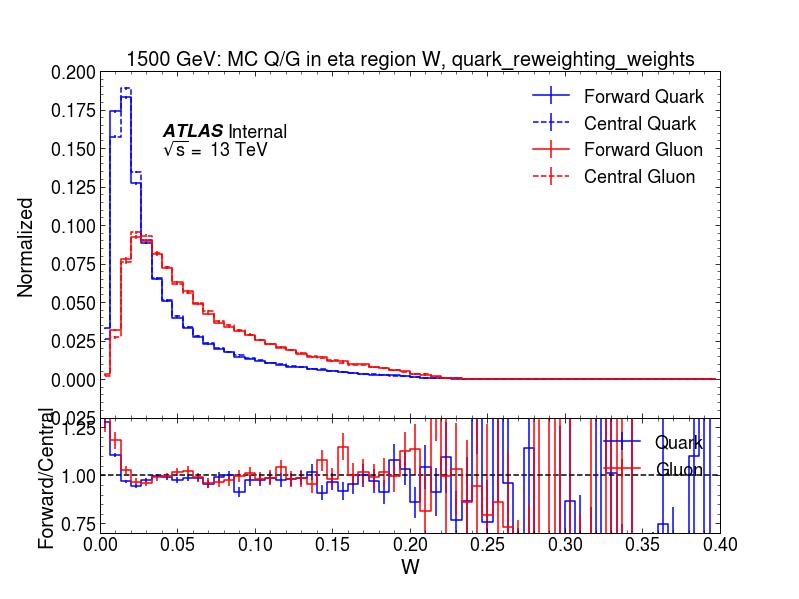 1500 GeV: MC Q/G in eta region W, quark_reweighting_weights
0.200
0.175
0.150
0.125
0.100
0.075
0.050
0.025
0.000
0.025
Normalized
ATLAS Internal
√s = 13 TeV
Forward Quark
Central Quark
Forward Gluon
Central Gluon
1.25
1.00
0.75
Forward/Central
Quark
Gluon
0.00 0.05 0.10 0.15 0.20 0.25 0.30 0.35 0.40
W